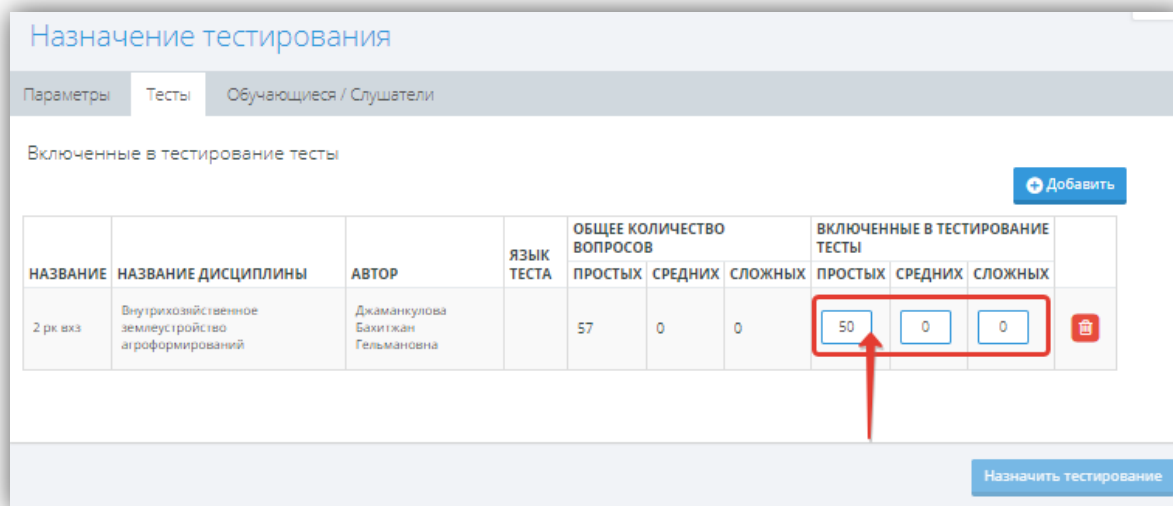 Назначение тестирования
Параметры Тесты Обучающиеся / Слушатели
Включенные в тестирование тесты
Добавить
НАЗВАНИЕ НАЗВАНИЕ ДИСЦИПЛИНЫ АВТОР ЯЗЫК ТЕСТА ОБЩЕЕ КОЛИЧЕСТВО ВОПРОСОВ ВКЛЮЧЕННЫЕ В ТЕСТИРОВАНИЕ ТЕСТЫ
ПРОСТЫХ СРЕДНИХ СЛОЖНЫХ ПРОСТЫХ СРЕДНИХ СЛОЖНЫХ
2 рк вхз
Внутрихозяйственное
землеустройство
агроформирований
Джаманкулова
Бахитжан
Гельмановна
57 0 0 50 0 0
Назначить тестирование